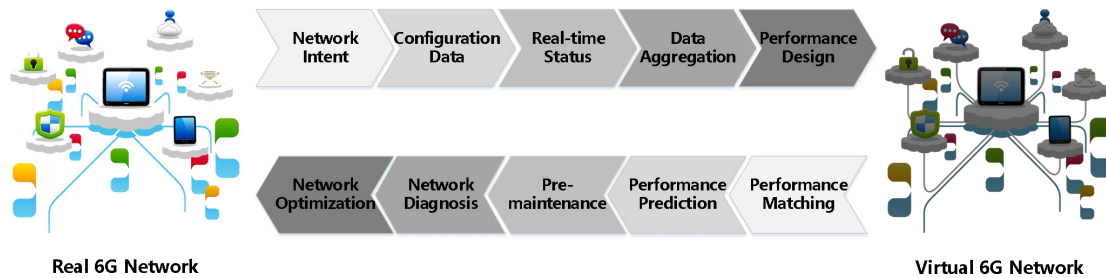 Network
Intent
Configuration
Data
Real-time
Status
Data
Aggregation
Performance
Design
Network
Optimization
Network
Diagnosis
Pre-
maintenance
Performance
Prediction
Performance
Matching
Real 6G Network
Virtual 6G Network